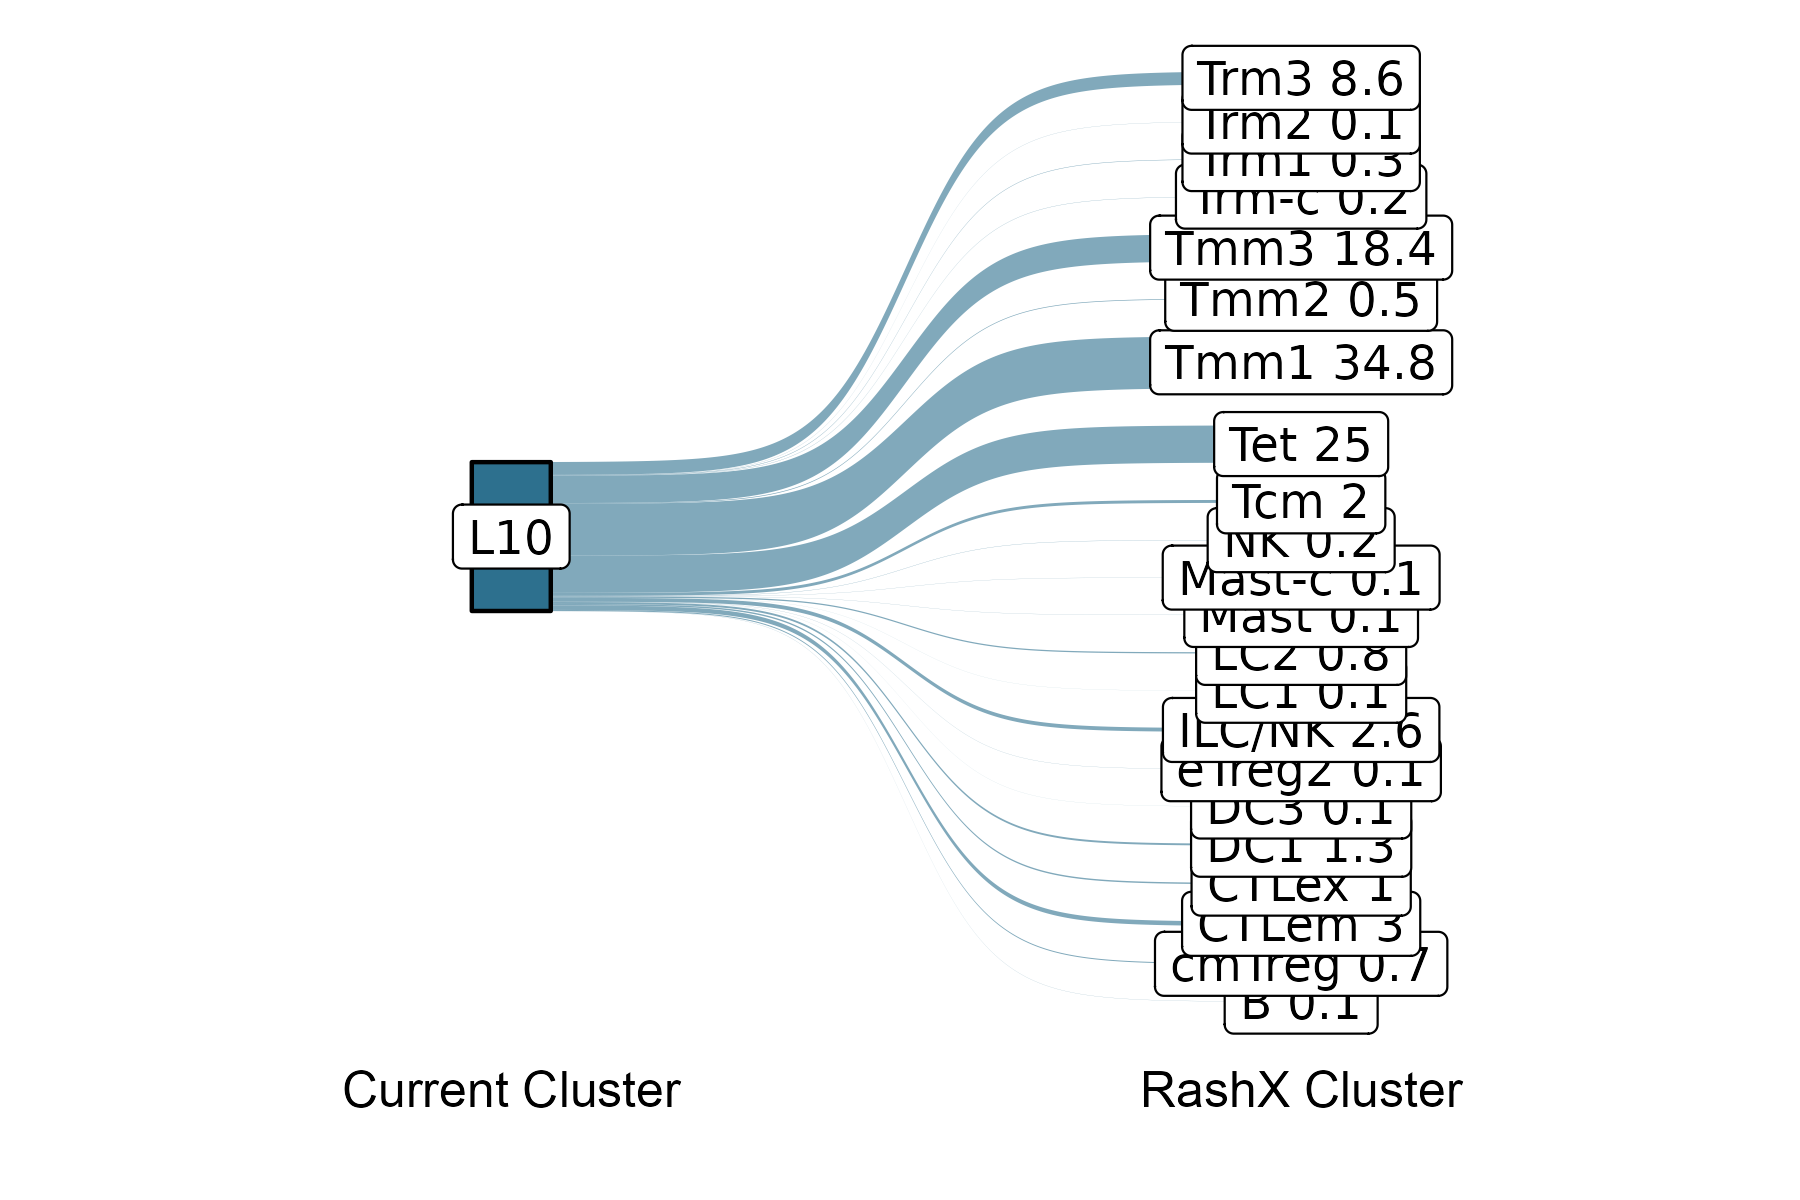 Trm3 8.6
Trm2 0.1
Trm1 0.3
Trm-c 0.2
Tmm3 18.4
Tmm2 0.5
Tmm1 34.8
Tet 25
Tcm 2
NK 0.2
Mast-c 0.1
Mast 0.1
LC2 0.8
LC1 0.1
ILC/NK 2.6
eTreg2 0.1
DC3 0.1
DC1 1.3
CTLex 1
CTLem 3
cmTreg 0.7
B 0.1
L10
Current Cluster
RashX Cluster